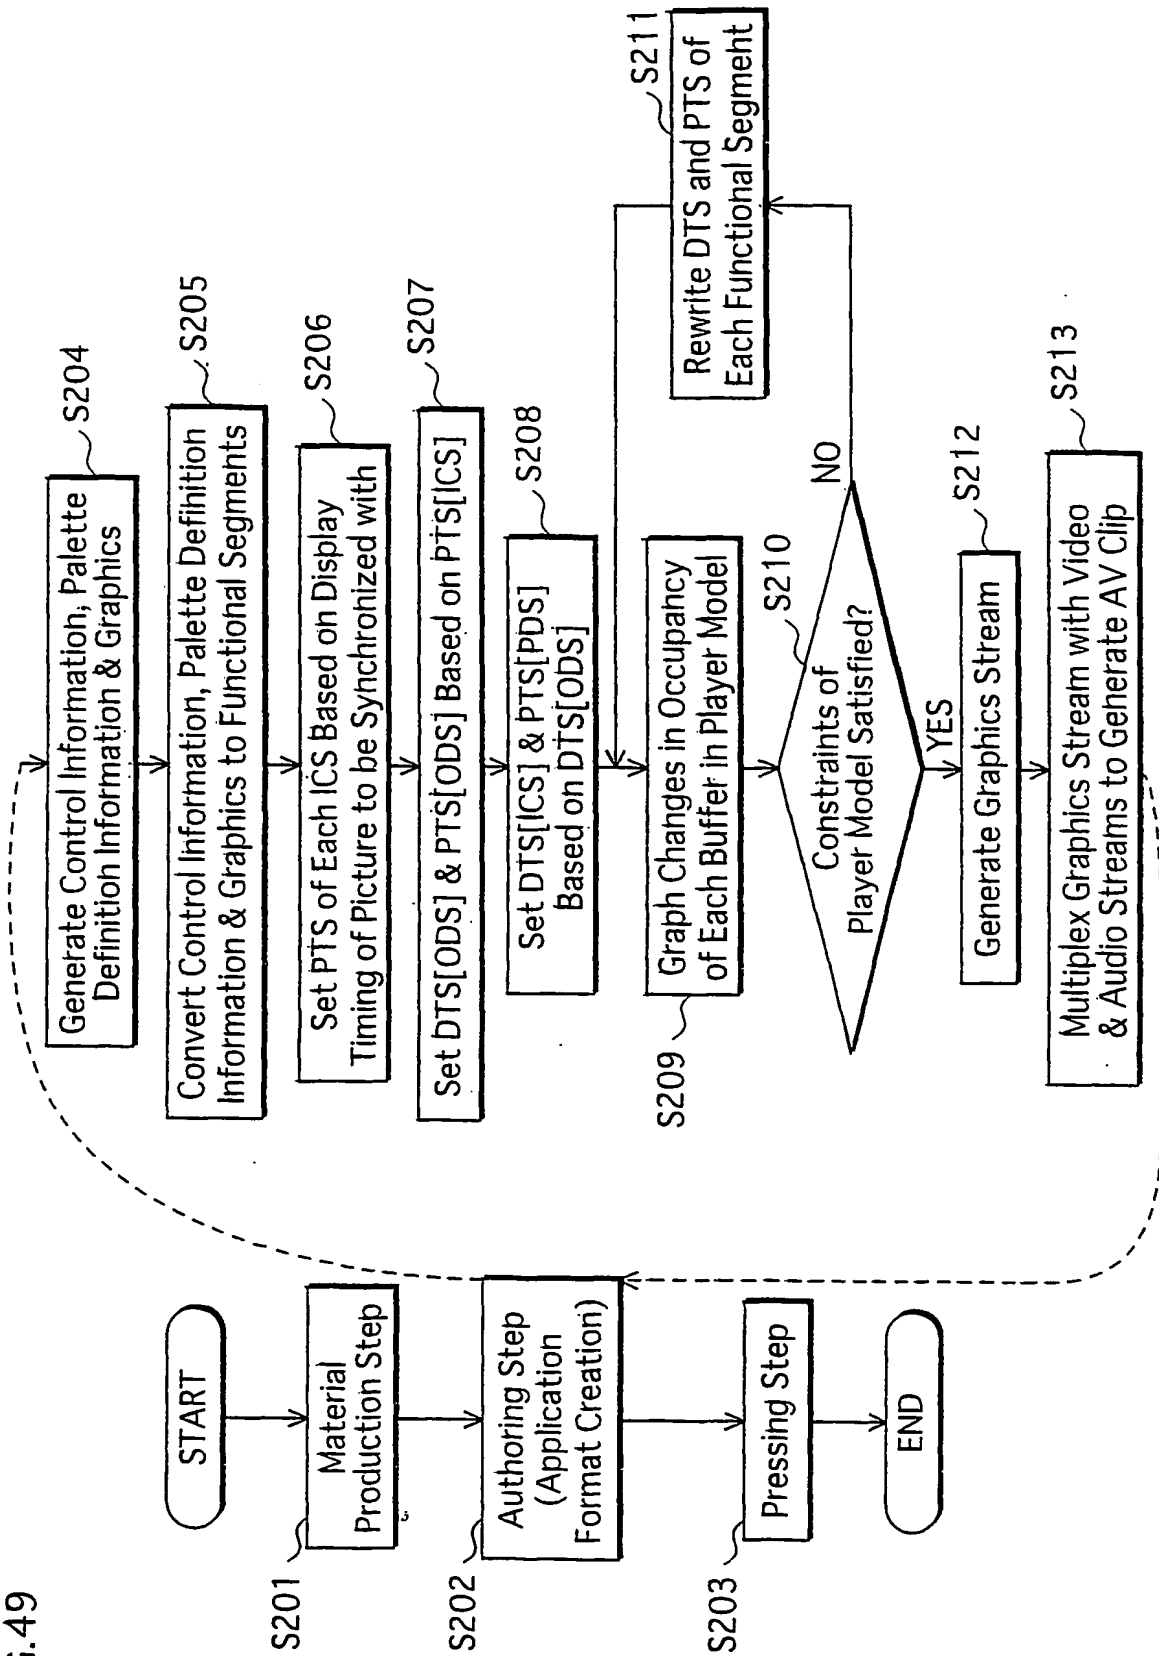 G.49
START
S201
Material
Production Step
S202
Authoring Step
(Application
Format Creation)
S203
Pressing Step
END
S204
Generate Control Information, Palette
Definition Information & Graphics
S205
Convert Control Information, Palette Definition
Information & Graphics to Functional Segments
S206
Set PTS of Each ICS Based on Display
Timing of Picture to be Synchronized with
S207
Set DTS[ODS] & PTS[ODS] Based on PTS[ICS]
S208
Set DTS[ICS] & PTS[PDS]
Based on DTS[ODS]
S209
Graph Changes in Occupancy
of Each Buffer in Player Model
S210
Constraints of
Player Model Satisfied?
NO
YES
S211
Rewrite DTS and PTS of
Each Functional Segment
S212
Generate Graphics Stream
S213
Multiplex Graphics Stream with Video
& Audio Streams to Generate AV Clip